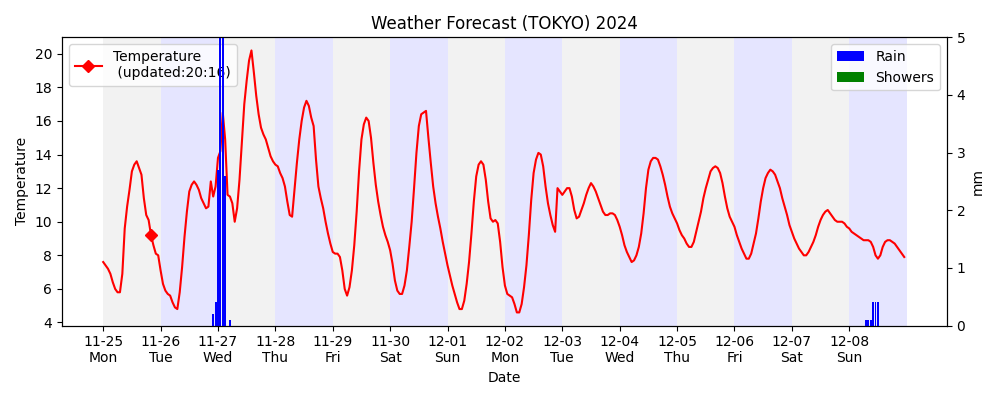 Weather Forecast (TOKYO) 2024
Temperature
(updated:20:16)
Rain
Showers
20
18
16
14
12
10
8
6
4
Temperature
5
4
3
2
1
0
mm
11-25 11-26 11-27 11-28 11-29 11-30 12-01 12-02 12-03 12-04 12-05 12-06 12-07 12-08
Mon Tue Wed Thu Fri Sat Sun Mon Tue Wed Thu Fri Sat Sun
Date